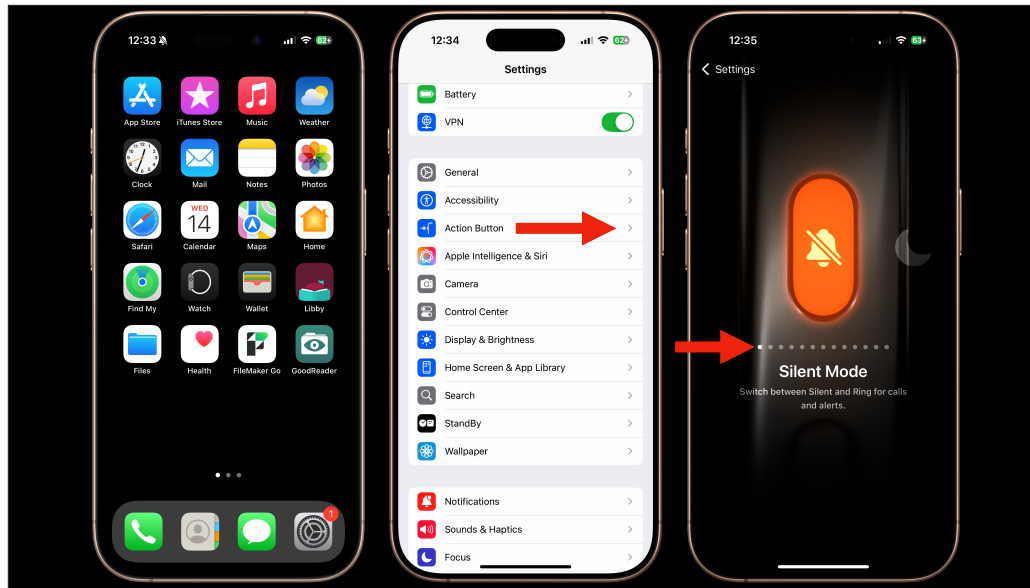 12:33
62
App Store
iTunes Store
Music
Weather
Clock
Mail
Notes
Photos
WED
14
Safari
Calendar
Maps
Home
Find My
Watch
Wallet
Libby
Files
Health
FileMaker Go
GoodReader
1
12:34
62
Settings
Battery
VPN
General
Accessibility
Action Button
Apple Intelligence & Siri
Camera
Control Center
Display & Brightness
Home Screen & App Library
Search
StandBy
Wallpaper
Notifications
Sounds & Haptics
Focus
12:35
63
Settings
Silent Mode
Switch between Silent and Ring for calls
and alerts.